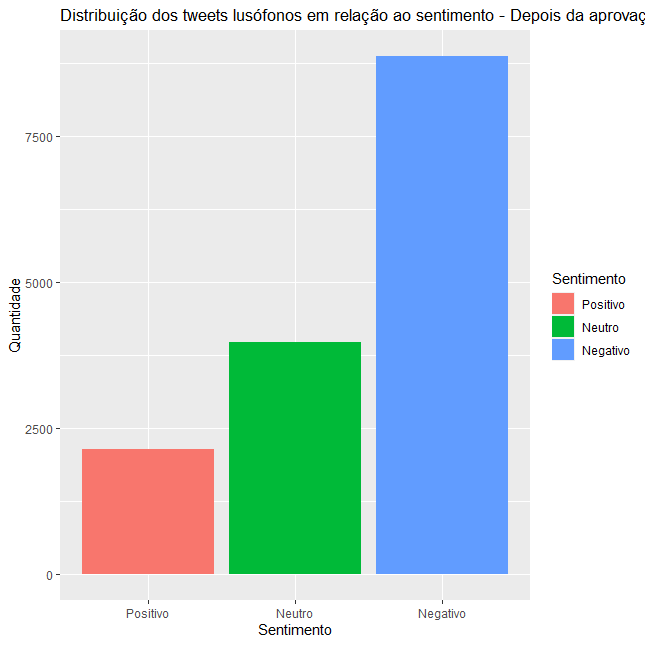 Distribuição dos tweets lusófonos em relação ao sentimento - Depois da
7500
5000
2500
0
Quantidade
Positivo Neutro Negativo
Sentimento
Sentimento
Positivo
Neutro
Negativo